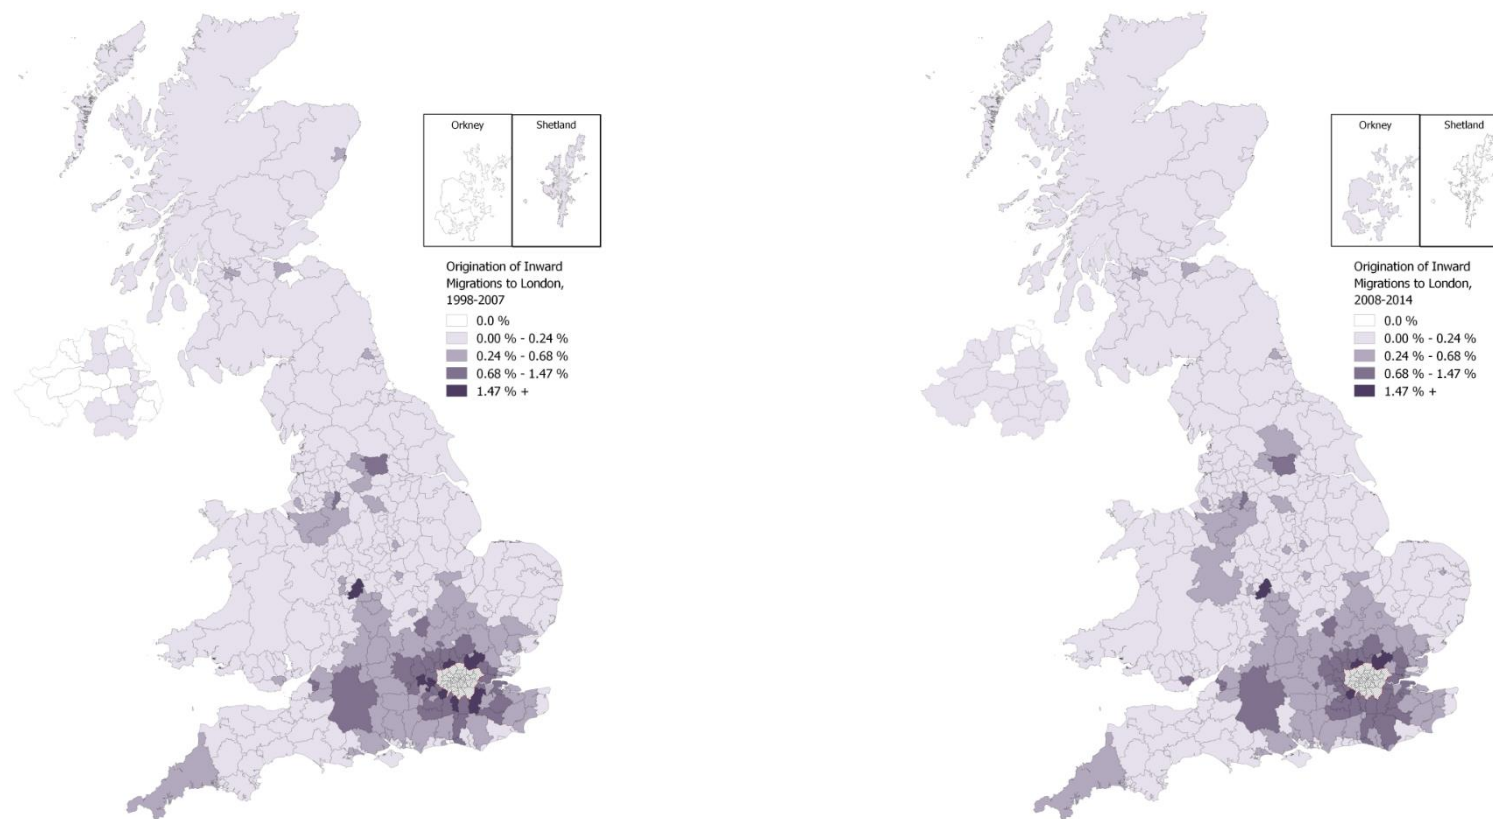 Orkney
Shetland
Origination of Inward
Migrations to London,
1998-2007
0.0 %
0.00 % - 0.24 %
0.24 % - 0.68 %
0.68 % - 1.47 %
1.47 % +
Orkney
Shetland
Origination of Inward
Migrations to London,
2008-2014
0.0 %
0.00 % - 0.24 %
0.24 % - 0.68 %
0.68 % - 1.47 %
1.47 % +